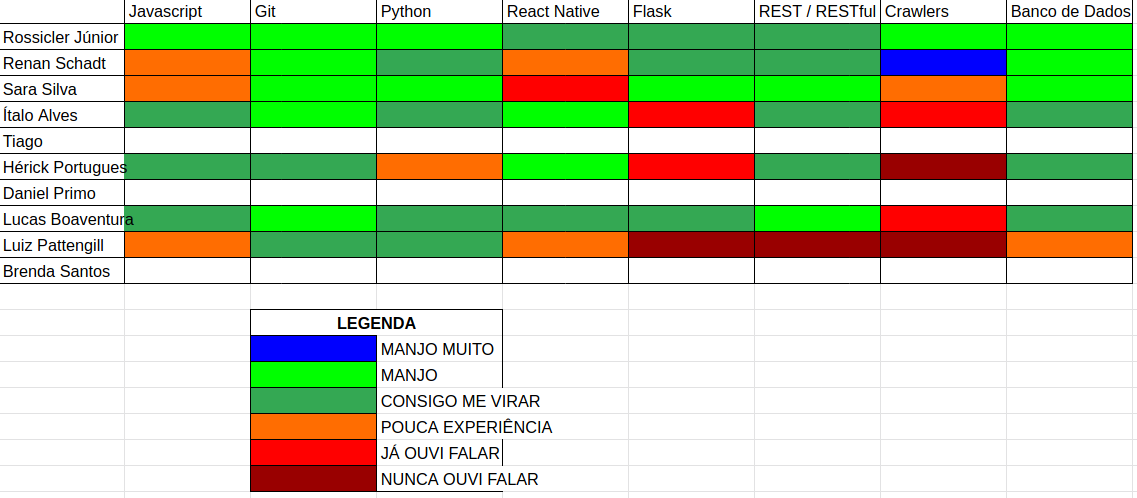 Javascript Git Python React Native Flask REST / RESTful Crawlers Banco de Dados
Rossicler Júnior
Renan Schadt
Sara Silva
Ítalo Alves
Tiago
Hérick Portugues
Daniel Primo
Lucas Boaventura
Luiz Pattengill
Brenda Santos
LEGENDA
MANJO MUITO
MANJO
CONSIGO ME VIRAR
POUCA EXPERIÊNCIA
JÁ OUVI FALAR
NUNCA OUVI FALAR